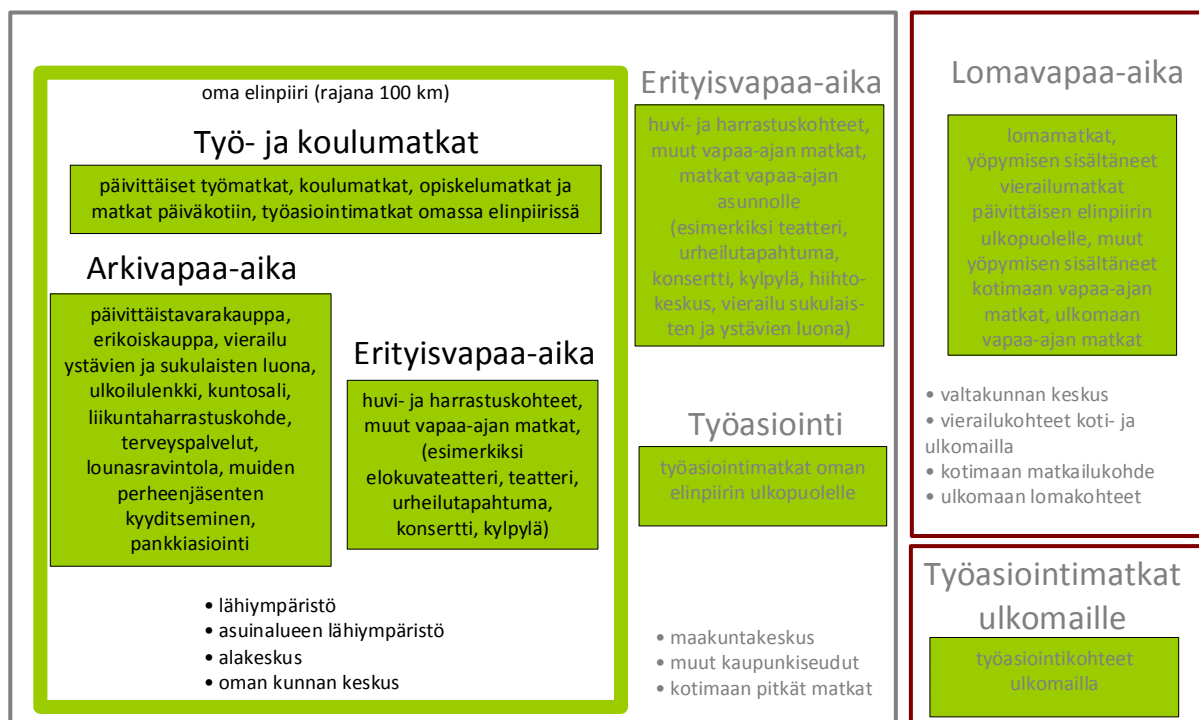 oma elinpiiri (rajana 100 km)
Työ- ja koulumatkat
päivittäiset työmatkat, koulumatkat, opiskelumatkat ja
matkat päiväkotiin, työasiointimatkat omassa elinpiirissä
Arkivapaa-aika
päivittäistavarakauppa,
erikoiskauppa, vierailu
ystävien ja sukulaisten luona,
ulkoilulenkki, kuntosali,
liikuntaharrastuskohde,
terveyspalvelut,
lounasravintola, muiden
perheenjäsenten
kyyditseminen,
pankkiasiointi
Erityisvapaa-aika
huvi- ja harrastuskohteet,
muut vapaa-ajan matkat,
(esimerkiksi
elokuvateatteri, teatteri,
urheilutapahtuma,
konsertti, kylpylä)
• lähiympäristö
• asuinalueen lähiympäristö
• alakeskus
• oman kunnan keskus
Erityisvapaa-aika
huvi- ja harrastuskohteet,
muut vapaa-ajan matkat,
matkat vapaa-ajan
asunnolle
(esimerkiksi teatteri,
urheilutapahtuma,
konsertti, kylpylä, hiihto-
keskus, vierailu sukulais-
ten ja ystävien luona)
Työasiointi
työasiointimatkat oman
elinpiirin ulkopuolelle
• maakuntakeskus
• muut kaupunkiseudut
• kotimaan pitkät matkat
Lomavapaa-aika
lomamatkat,
yöpymisen sisältäneet
vierailumatkat
päivittäisen elinpiirin
ulkopuolelle, muut
yöpymisen sisältäneet
kotimaan vapaa-ajan
matkat, ulkomaan
vapaa-ajan matkat
• valtakunnan keskus
• vierailukohteet koti- ja
ulkomailla
• kotimaan matkailukohde
• ulkomaan lomakohteet
Työasiointimatkat
ulkomaille
työasiointikohteet
ulkomailla